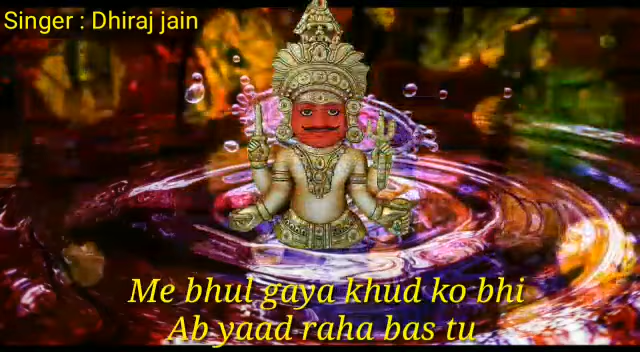 Singer : Dhiraj jain
Me bhul gaya khud ko bhi
Ab yaad raha bas tu